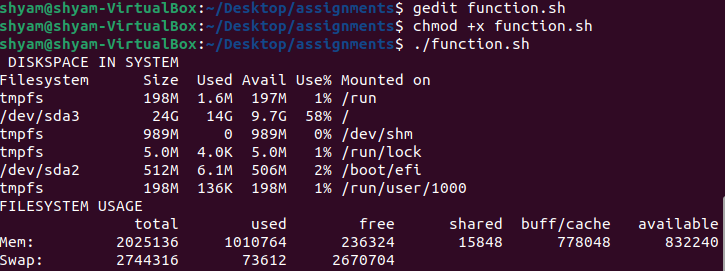 shyam@shyam-VirtualBox:~/Desktop/assignments$ gedit function.sh
shyam@shyam-VirtualBox:~/Desktop/assignments$ chmod +x function.sh
shyam@shyam-VirtualBox:~/Desktop/assignments$ ./function.sh
 DISKSPACE IN SYSTEM
Filesystem      Size  Used Avail Use% Mounted on
tmpfs           198M  1.6M  197M   1% /run
/dev/sda3        24G   14G  9.7G  58% /
tmpfs           989M     0  989M   0% /dev/shm
tmpfs           5.0M  4.0K  5.0M   1% /run/lock
/dev/sda2       512M  6.1M  506M   2% /boot/efi
tmpfs           198M  136K  198M   1% /run/user/1000
FILESYSTEM USAGE
               total        used        free      shared  buff/cache   available
Mem:         2025136     1010764      236324       15848      778048      832240
Swap:        2744316       73612     2670704